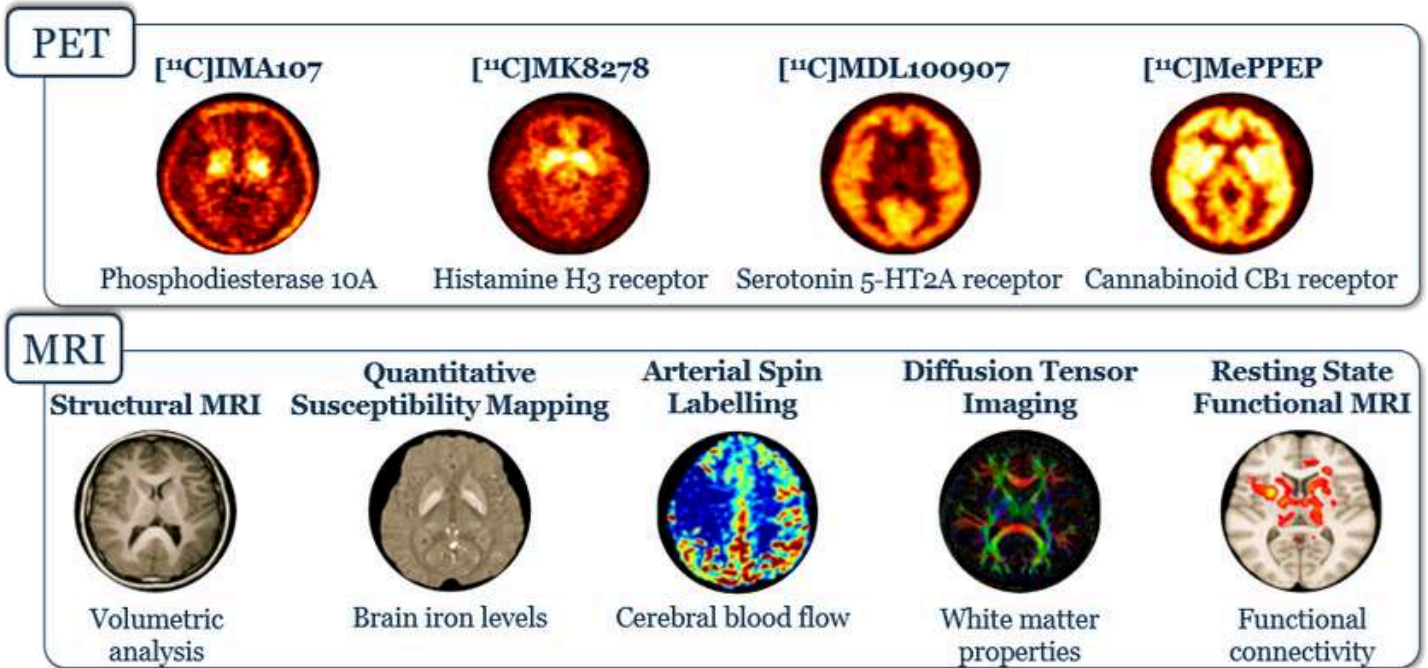 PET
[¹¹C]IMA107
[¹¹C]MK8278
[¹¹C]MDL100907
[¹¹C]MePPEP
Phosphodiesterase 10A
Histamine H3 receptor
Serotonin 5-HT2A receptor
Cannabinoid CB1 receptor
MRI
Structural MRI
Quantitative
Susceptibility Mapping
Arterial Spin
Labelling
Diffusion Tensor
Imaging
Resting State
Functional MRI
Volumetric
analysis
Brain iron levels
Cerebral blood flow
White matter
properties
Functional
connectivity